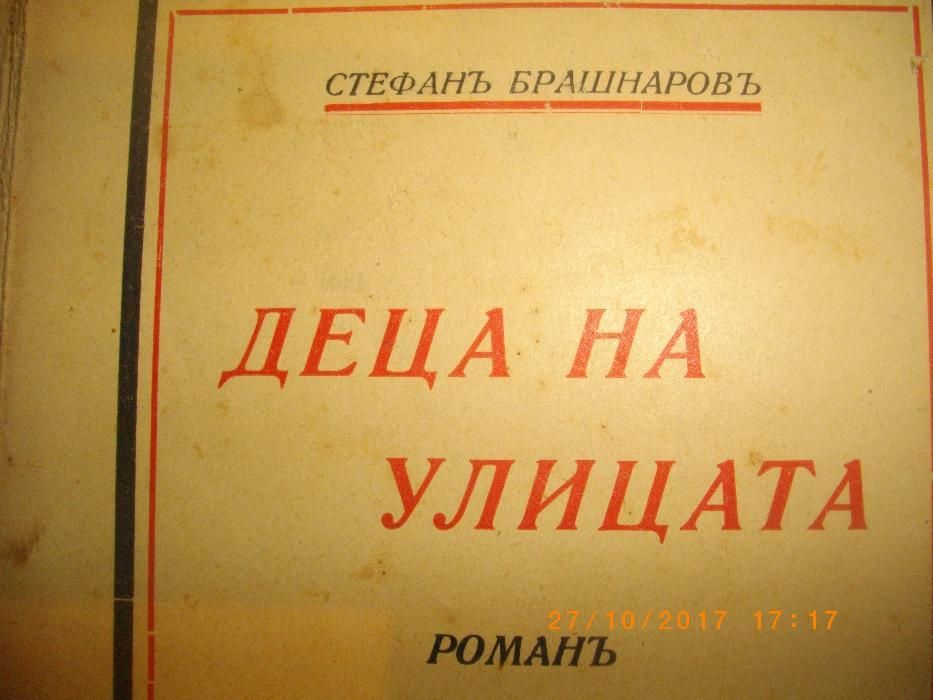 СТЕФАНЪ БРАШНАРОВЪ
ДЕЦА НА
УЛИЦАТА
27/10/2017 17:17
РОМАНЪ